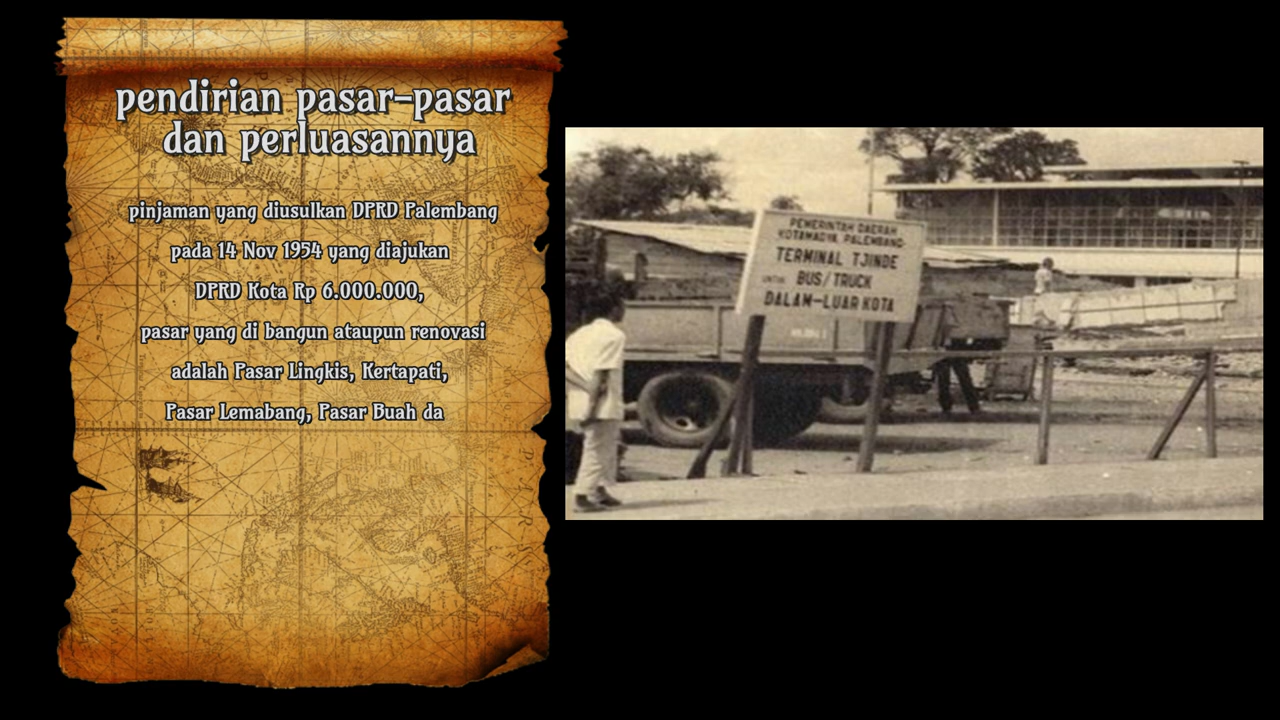 pendirian pasar-pasar
dan perluasannya
pinjaman yang diusulkan DPRD Palembang
pada 14 Nov 1954 yang diajukan
DPRD Kota Rp 6.000.000,
pasar yang di bangun ataupun renovasi
adalah Pasar Lingkis, Kertapati,
Pasar Lemabang, Pasar Buah da
PEMERINTAH DAERAH
KOTAMADYA PALEMBANG
TERMINAL TJINDE
UNTUK BUS/TRUCK
DALAM-LUAR KOTA